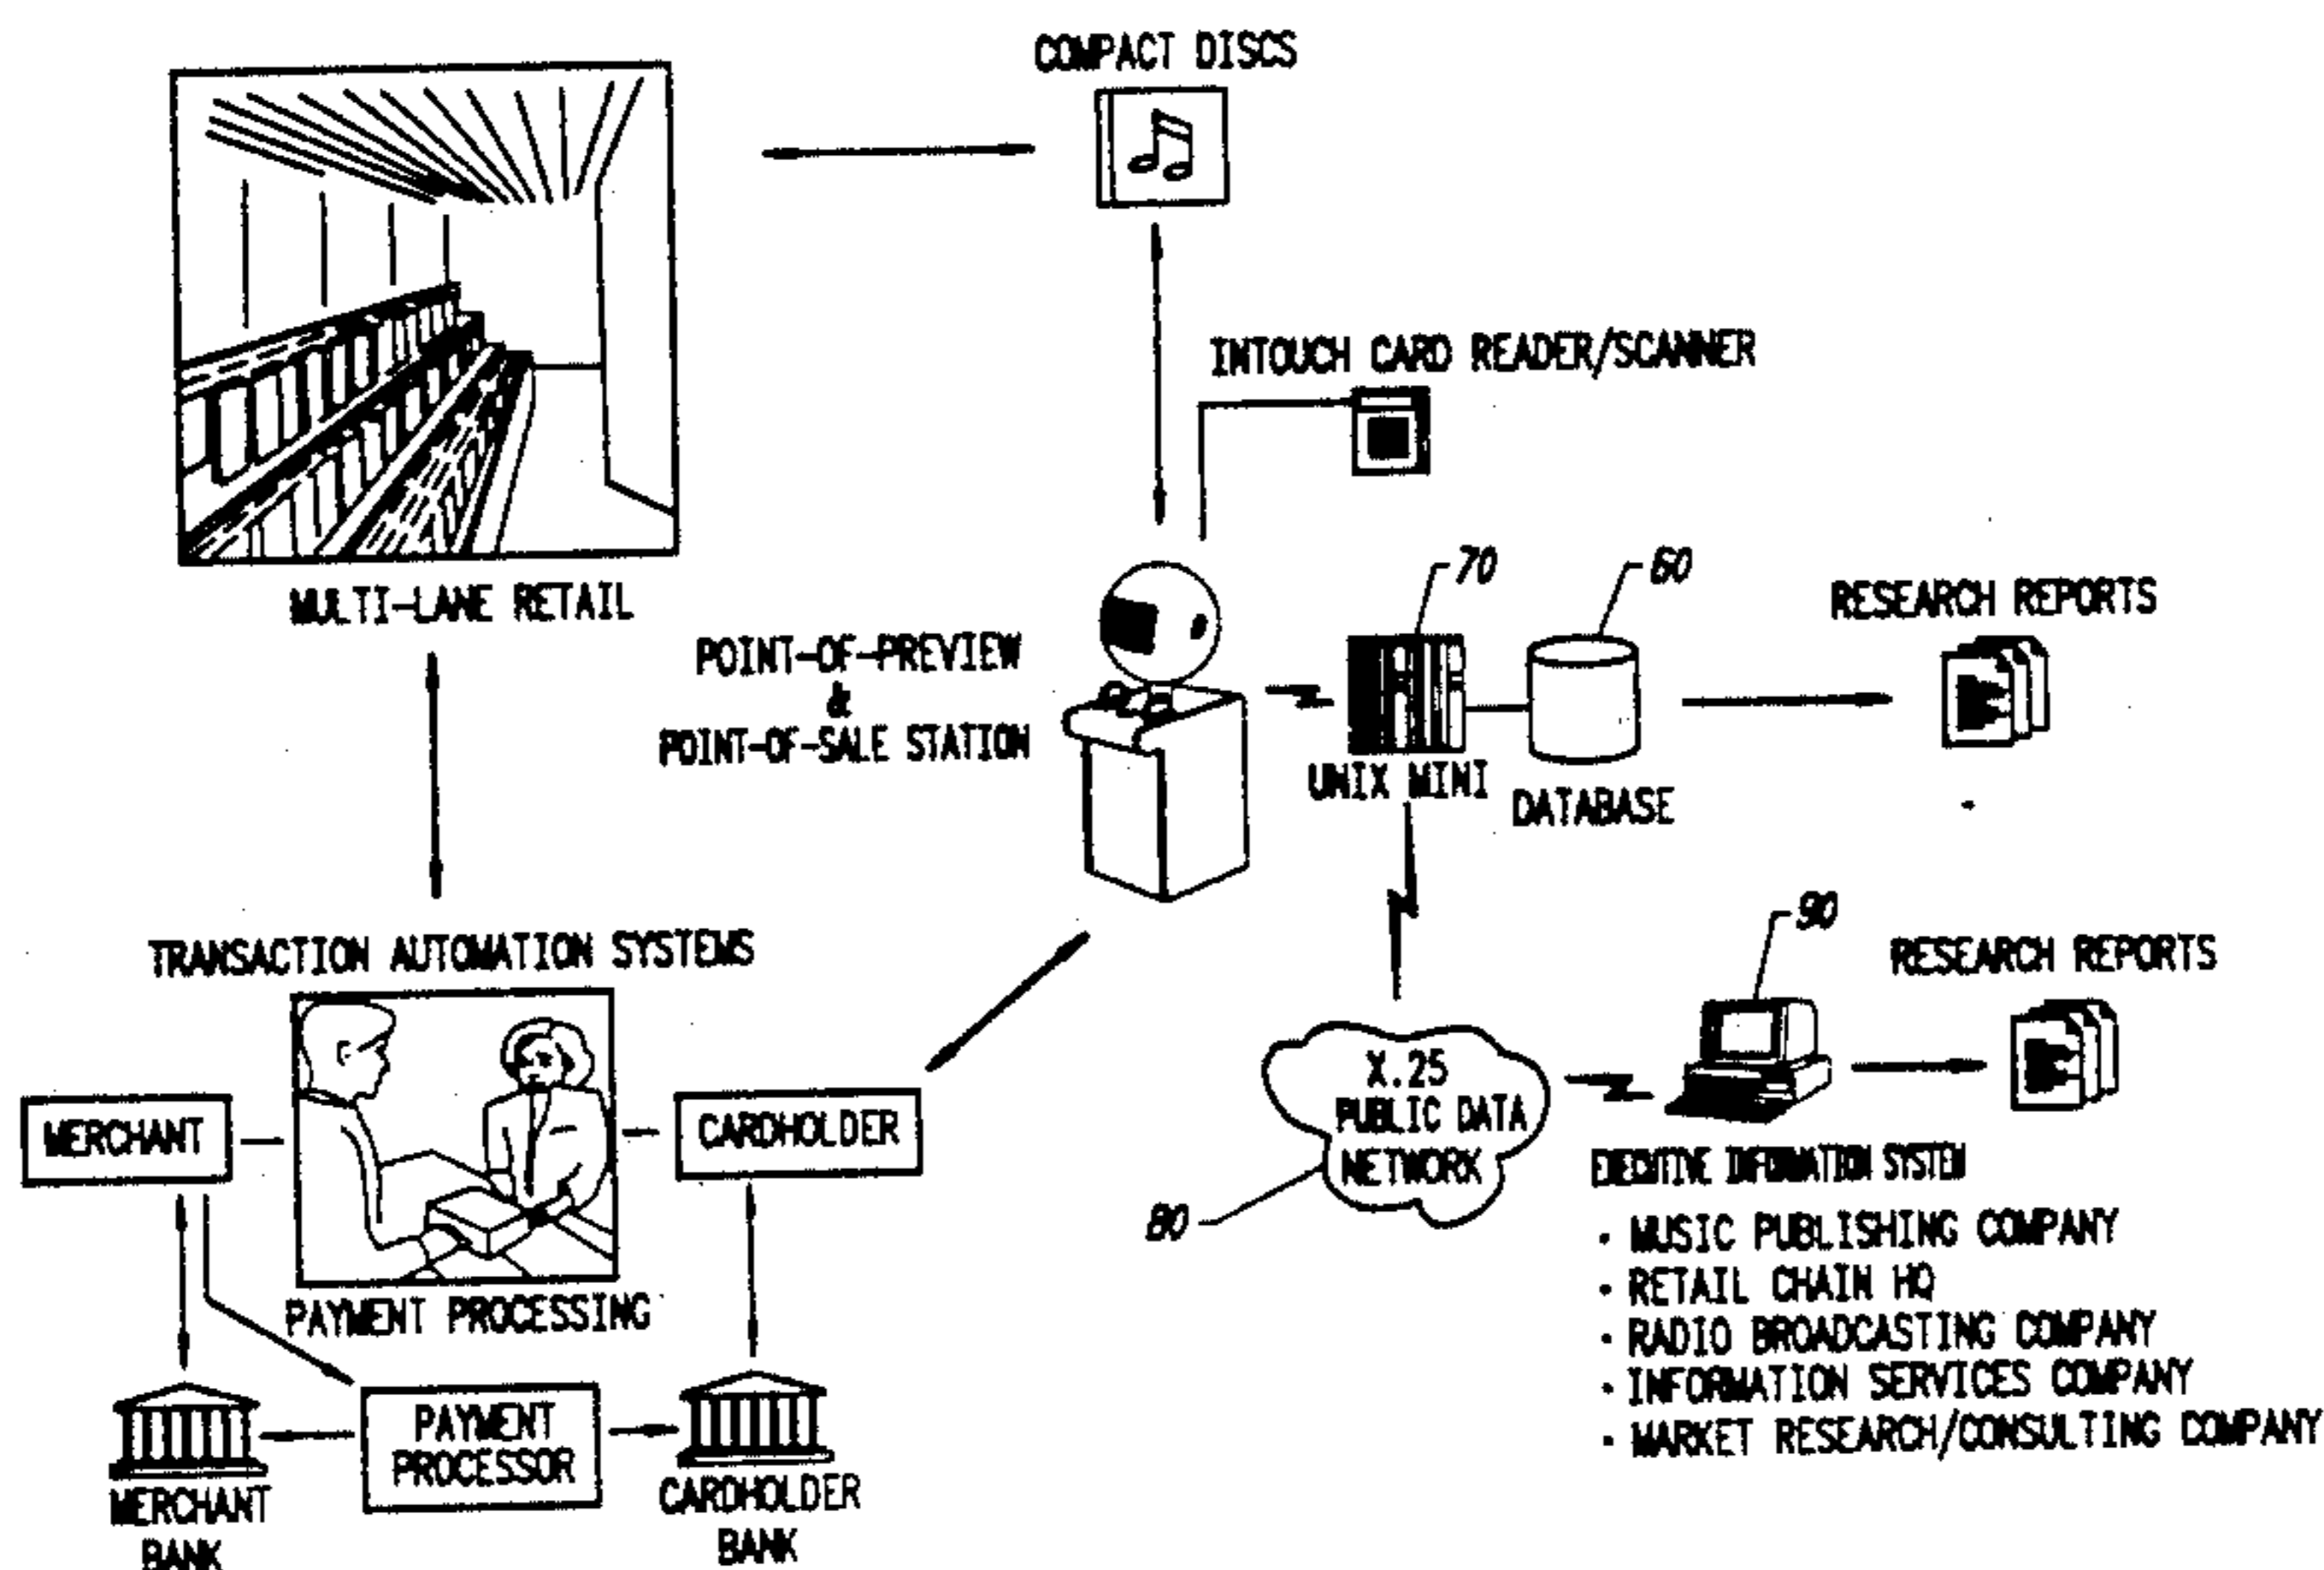 COMPACT DISCS
INTOUCH CARD READER/SCANNER
MULTI-LANE RETAIL
POINT-OF-PREVIEW
&
POINT-OF-SALE STATION
70
60
UNIX MINI
DATABASE
RESEARCH REPORTS
TRANSACTION AUTOMATION SYSTEMS
MERCHANT
CARDHOLDER
PAYMENT PROCESSING
PAYMENT
PROCESSOR
MERCHANT
BANK
CARDHOLDER
BANK
X.25
PUBLIC DATA
NETWORK
80
90
RESEARCH REPORTS
EXECUTIVE INFORMATION SYSTEM
• MUSIC PUBLISHING COMPANY
• RETAIL CHAIN HQ
• RADIO BROADCASTING COMPANY
• INFORMATION SERVICES COMPANY
• MARKET RESEARCH/CONSULTING COMPANY